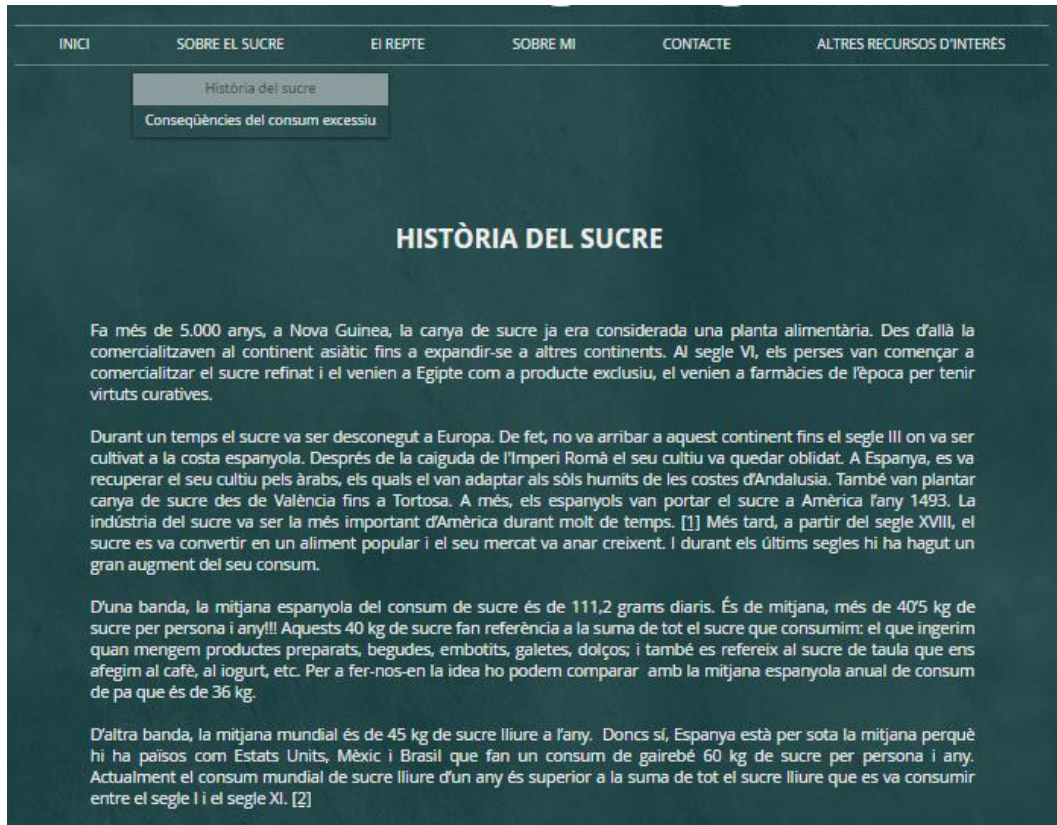 INICI SOBRE EL SUCRE El REPTE SOBRE MI CONTACTE ALTRES RECURSOS D'INTERÈS
Història del sucre
Conseqüències del consum excessiu
HISTÒRIA DEL SUCRE
Fa més de 5.000 anys, a Nova Guinea, la canya de sucre ja era considerada una planta alimentària. Des d'allà la
comercialitzaven al continent asiàtic fins a expandir-se a altres continents. Al segle VI, els perses van començar a
comercialitzar el sucre refinat i el venien a Egipte com a producte exclusiu, el venien a farmàcies de l'època per tenir
virtuts curatives.
Durant un temps el sucre va ser desconegut a Europa. De fet, no va arribar a aquest continent fins el segle III on va ser
cultivat a la costa espanyola. Després de la caiguda de l'Imperi Romà el seu cultiu va quedar oblidat. A Espanya, es va
recuperar el seu cultiu pels àrabs, els quals el van adaptar als sòls humits de les costes d'Andalusia. També van plantar
canya de sucre des de València fins a Tortosa. A més, els espanyols van portar el sucre a Amèrica l'any 1493. La
indústria del sucre va ser la més important d'Amèrica durant molt de temps. [1] Més tard, a partir del segle XVIII, el
sucre es va convertir en un aliment popular i el seu mercat va anar creixent. I durant els últims segles hi ha hagut un
gran augment del seu consum.
D'una banda, la mitjana espanyola del consum de sucre és de 111,2 grams diaris. És de mitjana, més de 40'5 kg de
sucre per persona i any!!! Aquests 40 kg de sucre fan referència a la suma de tot el sucre que consumim: el que ingerim
quan mengem productes preparats, begudes, embotits, galetes, dolços; i també es refereix al sucre de taula que ens
afegim al cafè, al iogurt, etc. Per a fer-nos-en la idea ho podem comparar amb la mitjana espanyola anual de consum
de pa que és de 36 kg.
D'altra banda, la mitjana mundial és de 45 kg de sucre lliure a l'any. Doncs sí, Espanya està per sota la mitjana perquè
hi ha països com Estats Units, Mèxic i Brasil que fan un consum de gairebé 60 kg de sucre per persona i any.
Actualment el consum mundial de sucre lliure d'un any és superior a la suma de tot el sucre lliure que es va consumir
entre el segle I i el segle XI. [2]